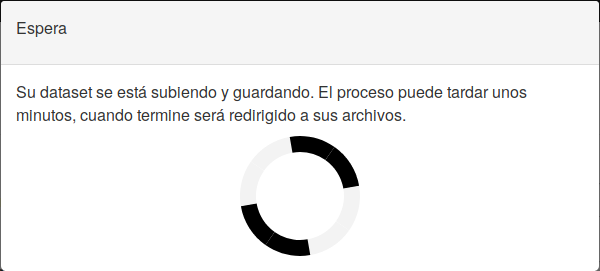 Espera
Su dataset se está subiendo y guardando. El proceso puede tardar unos
minutos, cuando termine será redirigido a sus archivos.